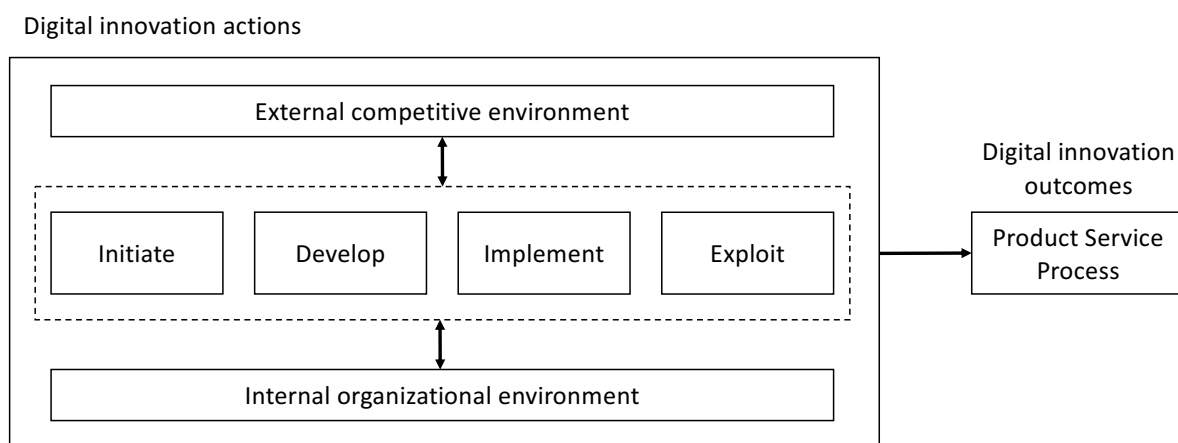 Digital innovation actions
External competitive environment
Initiate
Develop
Implement
Exploit
Internal organizational environment
Digital innovation
outcomes
Product Service
Process